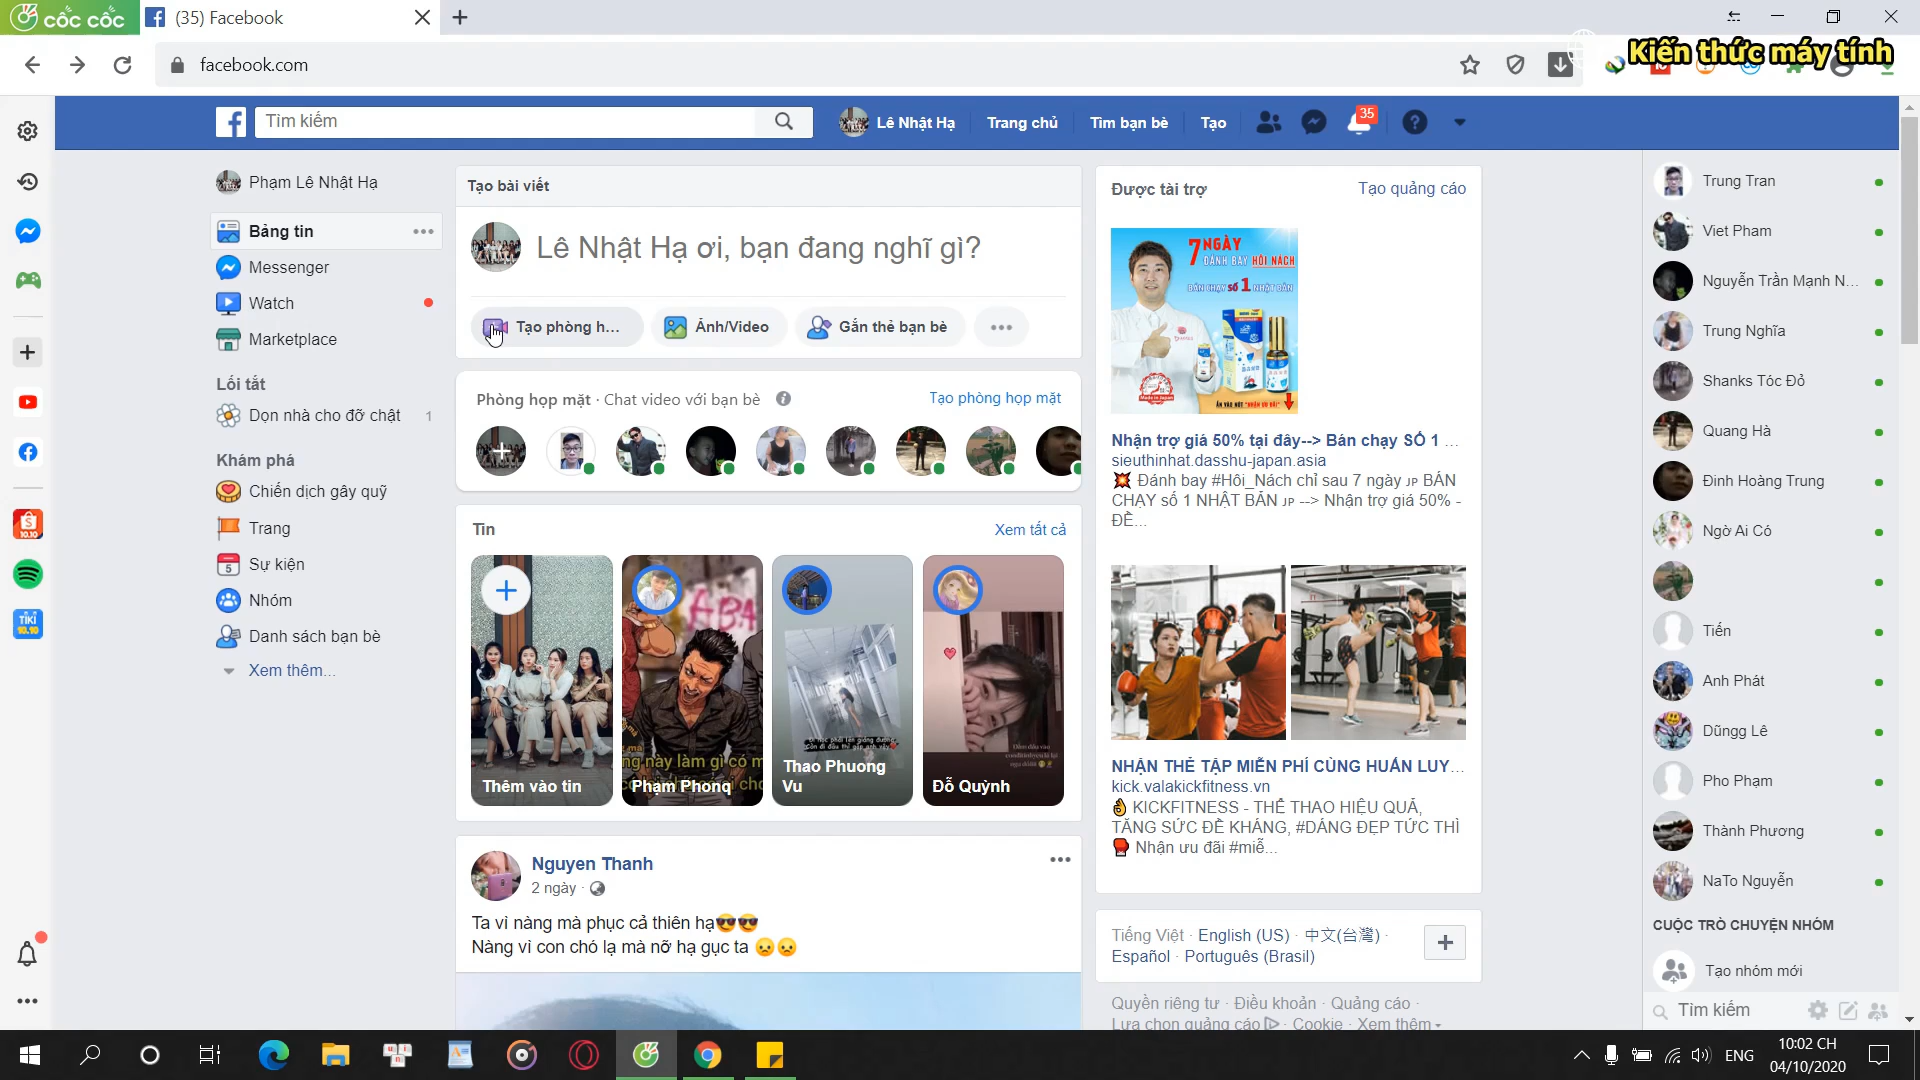 cốc cốc
(35) Facebook
facebook.com
Kiến thức máy tính
Tìm kiếm
Lê Nhật Hạ
Trang chủ
Tìm bạn bè
Tạo
35
Phạm Lê Nhật Hạ
Bảng tin
Messenger
Watch
Marketplace
Lối tắt
Dọn nhà cho đỡ chật 1
Khám phá
Chiến dịch gây quỹ
Trang
Sự kiện
Nhóm
Danh sách bạn bè
Xem thêm...
Tạo bài viết
Lê Nhật Hạ ơi, bạn đang nghĩ gì?
Tạo phòng h...
Ảnh/Video
Gắn thẻ bạn bè
Phòng họp mặt · Chat video với bạn bè
Tạo phòng họp mặt
Tin
Xem tất cả
Thêm vào tin
Phạm Phong
Thao Phuong
Vu
Đỗ Quỳnh
Nguyen Thanh
2 ngày ·
Ta vì nàng mà phục cả thiên hạ😎😎
Nàng vì con chó lạ mà nỡ hạ gục ta 😞😞
Được tài trợ
Tạo quảng cáo
7 NGÀY
ĐÁNH BAY HÔI NÁCH
BÁN CHẠY SỐ 1 NHẬT BẢN
Nhận trợ giá 50% tại đây--> Bán chạy SỐ 1 ...
sieuthinhat.dasshu-japan.asia
💥 Đánh bay #Hôi_Nách chỉ sau 7 ngày JP BÁN
CHẠY số 1 NHẬT BẢN JP --> Nhận trợ giá 50% -
ĐỂ...
NHẬN THẺ TẬP MIỄN PHÍ CÙNG HUẤN LUY...
kick.valakickfitness.vn
👌 KICKFITNESS - THỂ THAO HIỆU QUẢ,
TĂNG SỨC ĐỀ KHÁNG, #DÁNG ĐẸP TỨC THÌ
🥊 Nhận ưu đãi #miễ...
Tiếng Việt · English (US) · 中文(台灣) ·
Español · Português (Brasil)
Quyền riêng tư · Điều khoản · Quảng cáo ·
Lựa chọn quảng cáo · Cookie · Xem thêm
Trung Tran
Viet Pham
Nguyễn Trần Mạnh N...
Trung Nghĩa
Shanks Tóc Đỏ
Quang Hà
Đinh Hoàng Trung
Ngờ Ai Có
Tiến
Anh Phát
Dũngg Lê
Pho Phạm
Thành Phương
NaTo Nguyễn
CUỘC TRÒ CHUYỆN NHÓM
Tạo nhóm mới
Tìm kiếm
10.10
TIKI
10.10
ENG
10:02 CH
04/10/2020